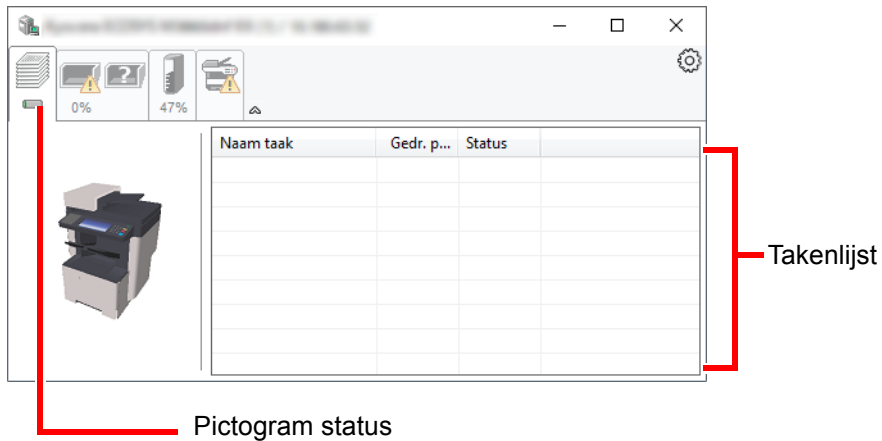 0%
47%
Naam taak Gedr. p... Status
Takenlijst
Pictogram status